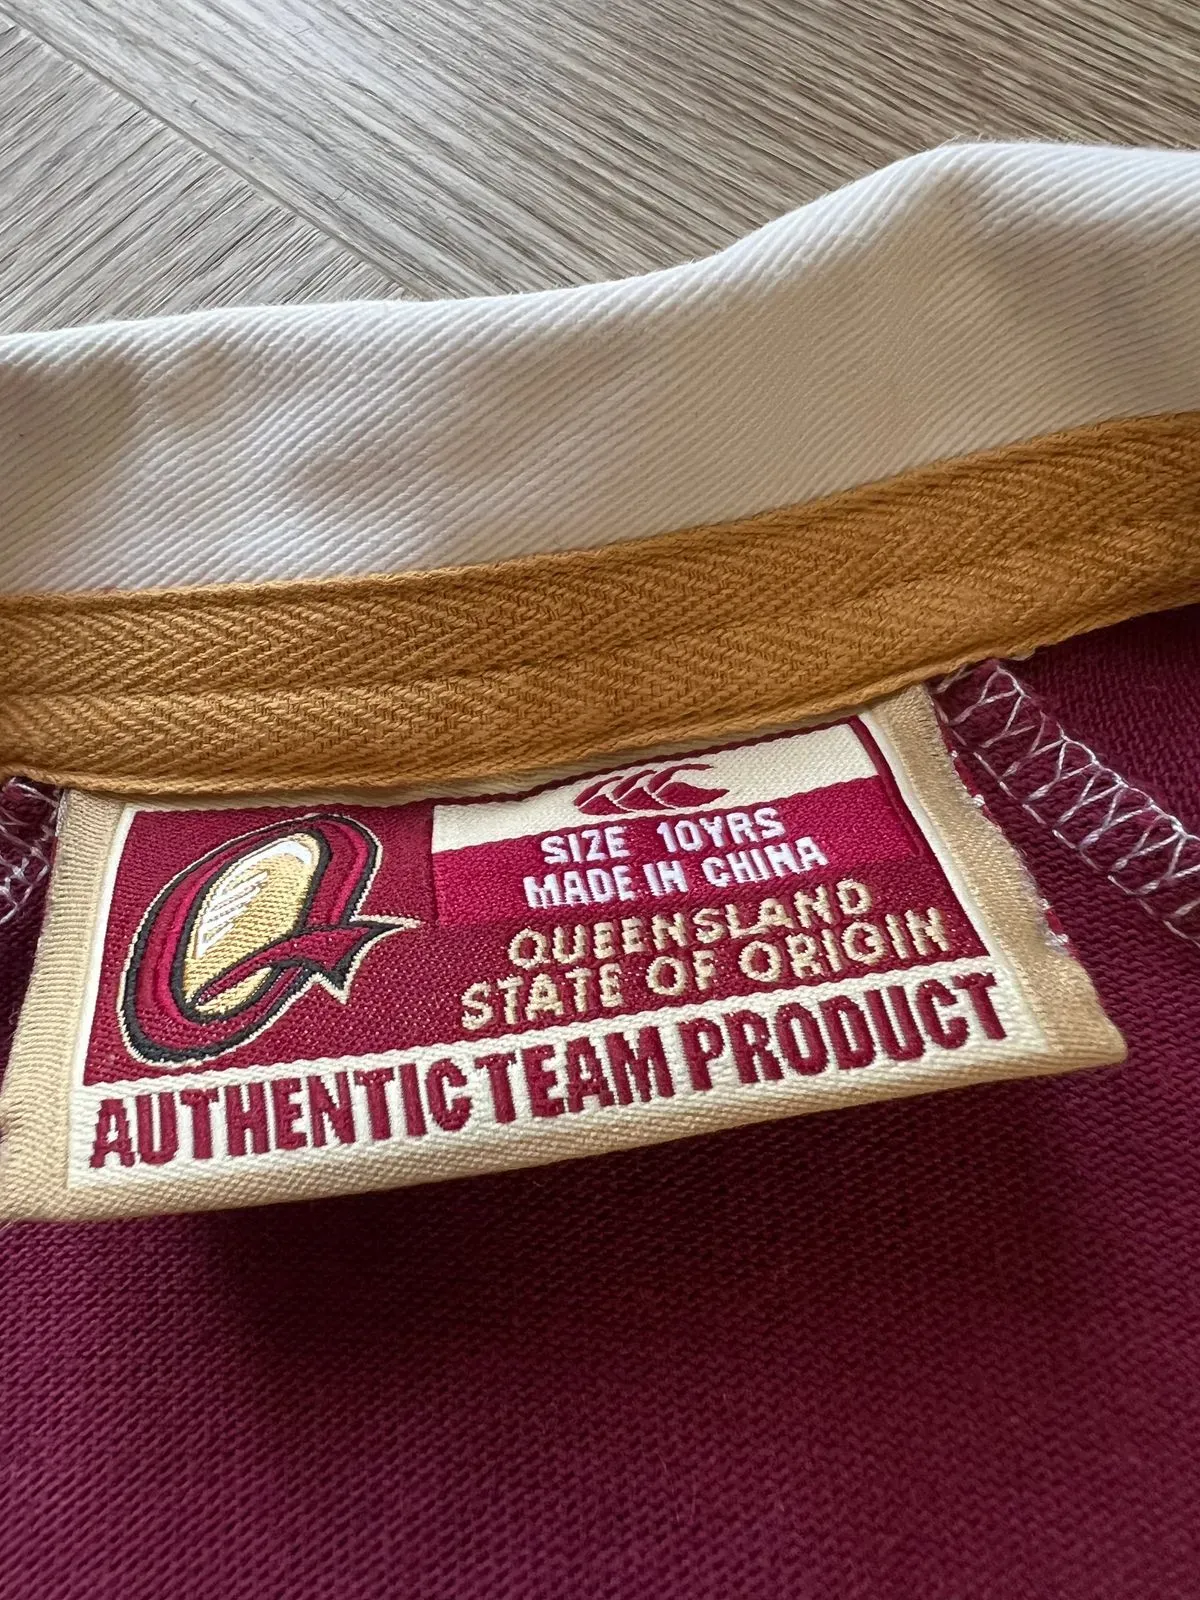 SIZE 10YRS
MADE IN CHINA
QUEENSLAND
STATE OF ORIGIN
AUTHENTIC TEAM PRODUCT